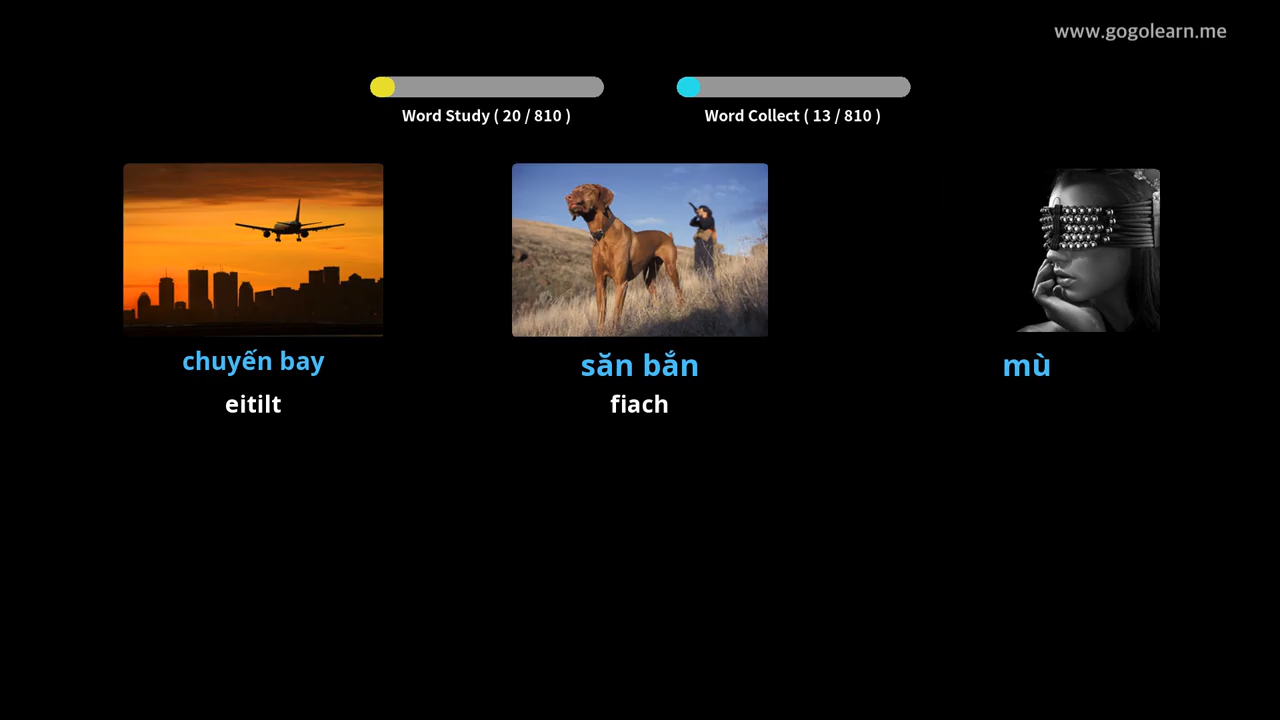 www.gogolearn.me
Word Study ( 20 / 810 )
Word Collect ( 13 / 810 )
chuyến bay
săn bắn
mù
eitilt
fiach